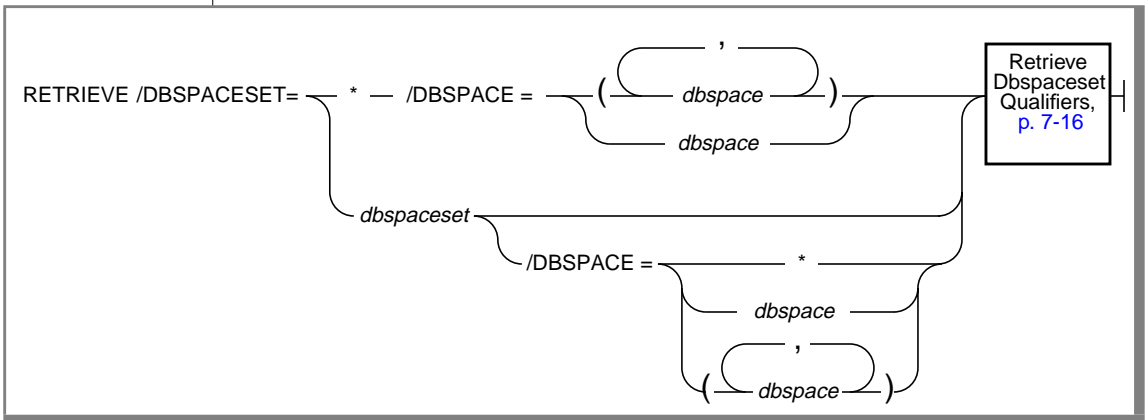 ,
RETRIEVE /DBSPACESET= * /DBSPACE = ( dbspace )
dbspace
Retrieve
Dbspaceset
Qualifiers,
p. 7-16
dbspaceset
/DBSPACE = *
dbspace
,
( dbspace )